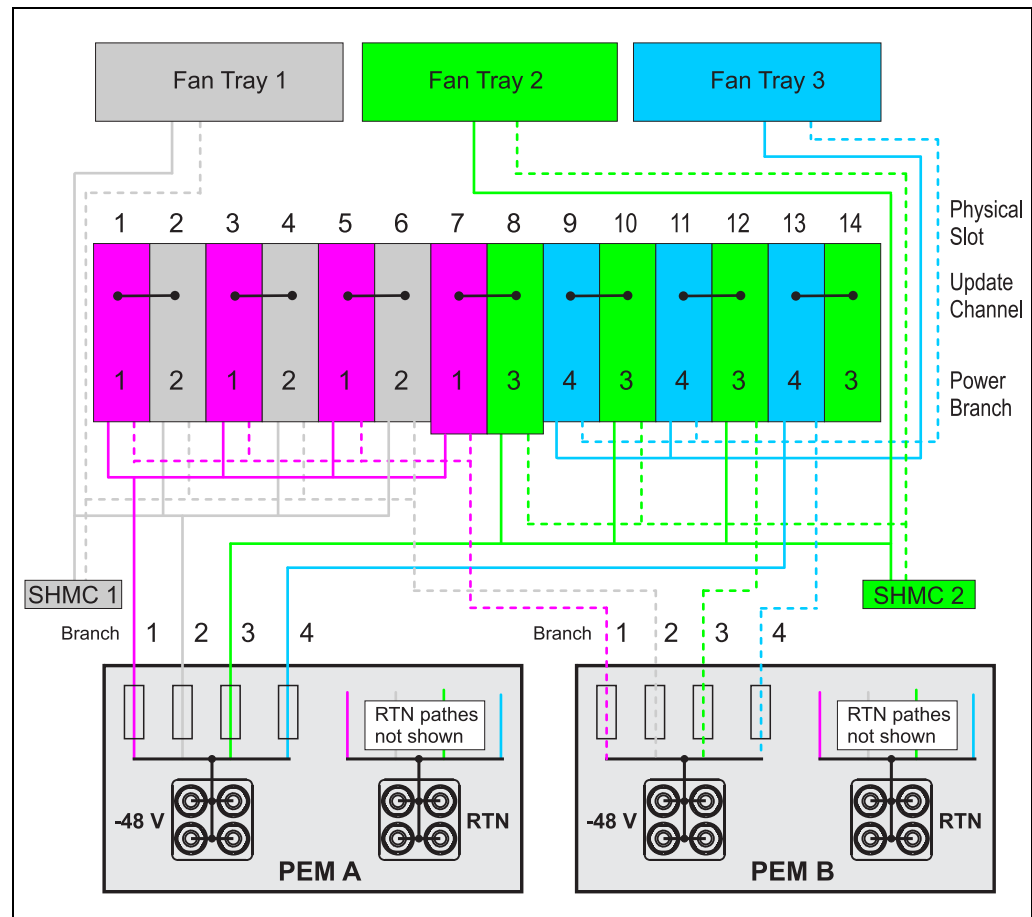 Fan Tray 1 Fan Tray 2 Fan Tray 3
1 2 3 4 5 6 7 8 9 10 11 12 13 14
Physical
Slot
Update
Channel
1 2 1 2 1 2 1 3 4 3 4 3 4 3
Power
Branch
SHMC 1 SHMC 2
Branch 1 2 3 4 Branch 1 2 3 4
RTN pathes
not shown
RTN pathes
not shown
-48 V RTN -48 V RTN
PEM A PEM B